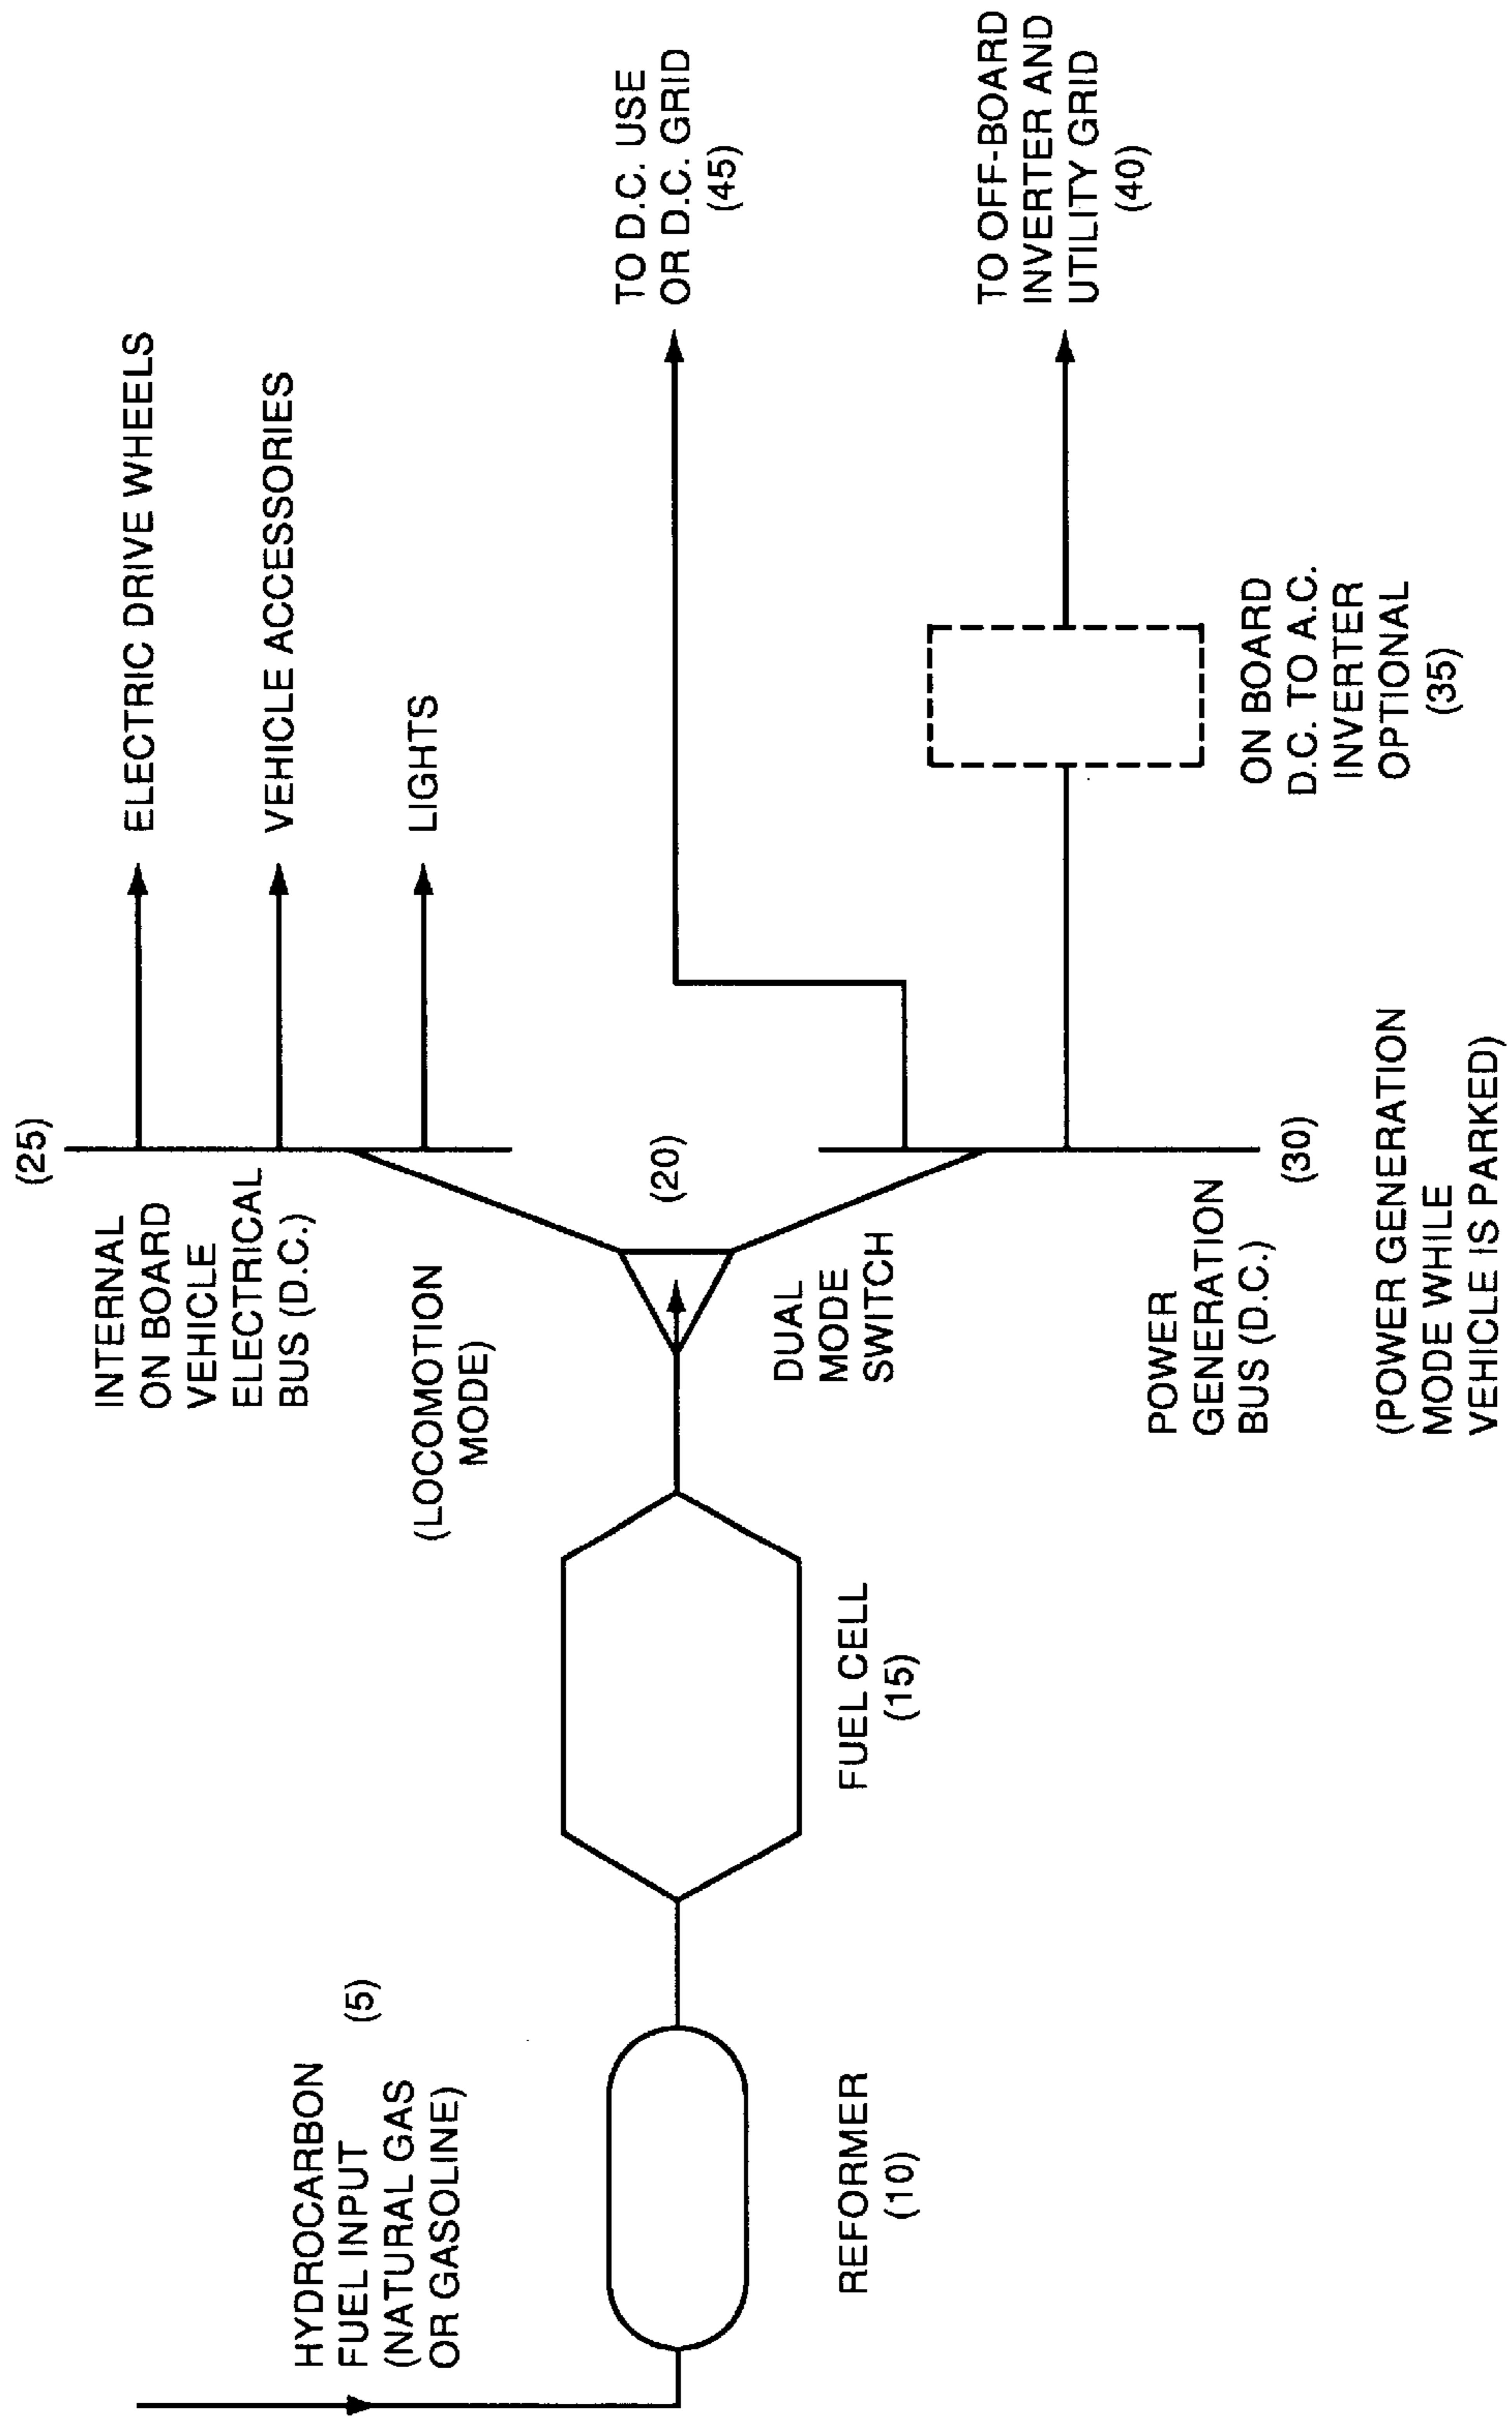 HYDROCARBON
FUEL INPUT (5)
(NATURAL GAS
OR GASOLINE)
REFORMER
(10)
FUEL CELL
(15)
(25)
INTERNAL
ON BOARD
VEHICLE
ELECTRICAL
BUS (D.C.)
(LOCOMOTION
MODE)
(20)
DUAL
MODE
SWITCH
POWER
GENERATION
BUS (D.C.)
(30)
(POWER GENERATION
MODE WHILE
VEHICLE IS PARKED)
ELECTRIC DRIVE WHEELS
VEHICLE ACCESSORIES
LIGHTS
TO D.C. USE
OR D.C. GRID
(45)
TO OFF-BOARD
INVERTER AND
UTILITY GRID
(40)
ON BOARD
D.C. TO A.C.
INVERTER
OPTIONAL
(35)